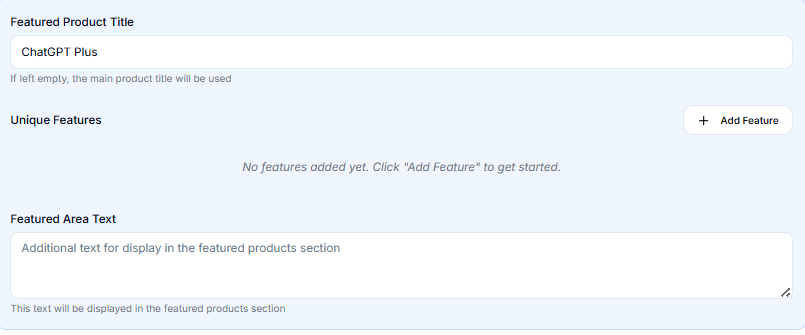 Featured Product Title
ChatGPT Plus
If left empty, the main product title will be used
Unique Features
+ Add Feature
No features added yet. Click "Add Feature" to get started.
Featured Area Text
Additional text for display in the featured products section
This text will be displayed in the featured products section